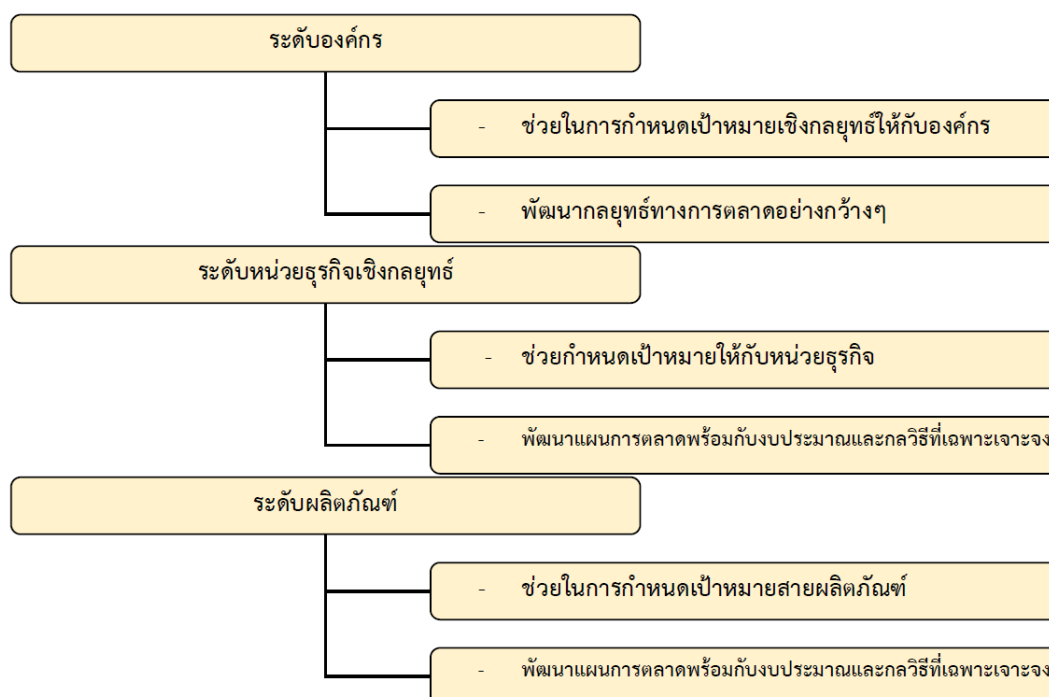 ระดับองค์กร
- ช่วยในการกำหนดเป้าหมายเชิงกลยุทธ์ให้กับองค์กร
- พัฒนากลยุทธ์ทางการตลาดอย่างกว้างๆ
ระดับหน่วยธุรกิจเชิงกลยุทธ์
- ช่วยกำหนดเป้าหมายให้กับหน่วยธุรกิจ
- พัฒนาแผนการตลาดพร้อมกับงบประมาณและกลวิธีที่เฉพาะเจาะจง
ระดับผลิตภัณฑ์
- ช่วยในการกำหนดเป้าหมายสายผลิตภัณฑ์
- พัฒนาแผนการตลาดพร้อมกับงบประมาณและกลวิธีที่เฉพาะเจาะจง